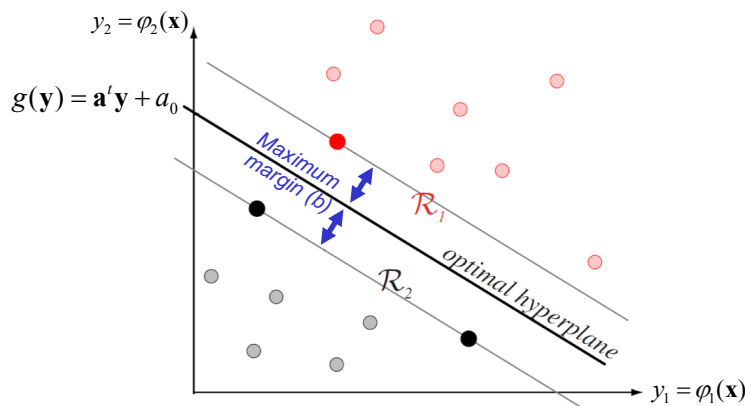 y₂ = φ₂(𝐱)
g(𝐲) = 𝐚ᵗ𝐲 + a₀
Maximum
margin (b)
ℛ₁
optimal hyperplane
ℛ₂
y₁ = φ₁(𝐱)